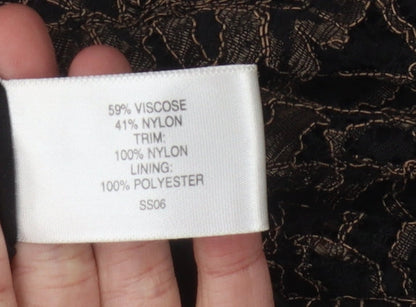 59% VISCOSE
41% NYLON
TRIM:
100% NYLON
LINING:
100% POLYESTER
SS06